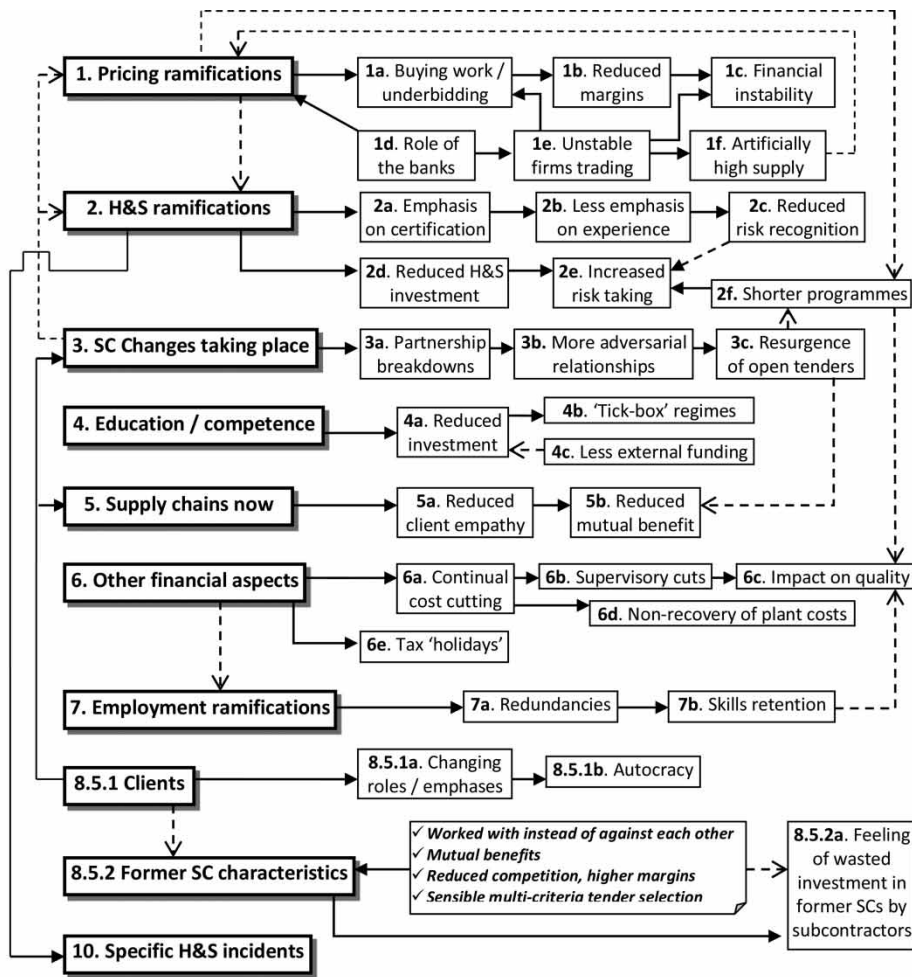 1. Pricing ramifications
1a. Buying work /
underbidding
1b. Reduced
margins
1c. Financial
instability
1d. Role of
the banks
1e. Unstable
firms trading
1f. Artificially
high supply
2. H&S ramifications
2a. Emphasis
on certification
2b. Less emphasis
on experience
2c. Reduced
risk recognition
2d. Reduced H&S
investment
2e. Increased
risk taking
2f. Shorter programmes
3. SC Changes taking place
3a. Partnership
breakdowns
3b. More adversarial
relationships
3c. Resurgence
of open tenders
4. Education / competence
4a. Reduced
investment
4b. ‘Tick-box’ regimes
4c. Less external funding
5. Supply chains now
5a. Reduced
client empathy
5b. Reduced
mutual benefit
6. Other financial aspects
6a. Continual
cost cutting
6b. Supervisory cuts
6c. Impact on quality
6d. Non-recovery of plant costs
6e. Tax ‘holidays’
7. Employment ramifications
7a. Redundancies
7b. Skills retention
8.5.1 Clients
8.5.1a. Changing
roles / emphases
8.5.1b. Autocracy
8.5.2 Former SC characteristics
✓ Worked with instead of against each other
✓ Mutual benefits
✓ Reduced competition, higher margins
✓ Sensible multi-criteria tender selection
8.5.2a. Feeling
of wasted
investment in
former SCs by
subcontractors
10. Specific H&S incidents